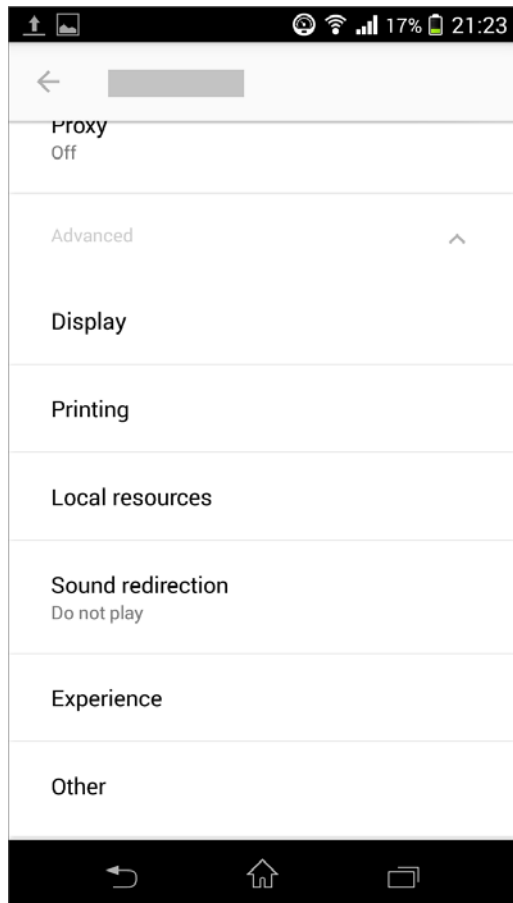 17% 21:23
Proxy
Off
Advanced
Display
Printing
Local resources
Sound redirection
Do not play
Experience
Other